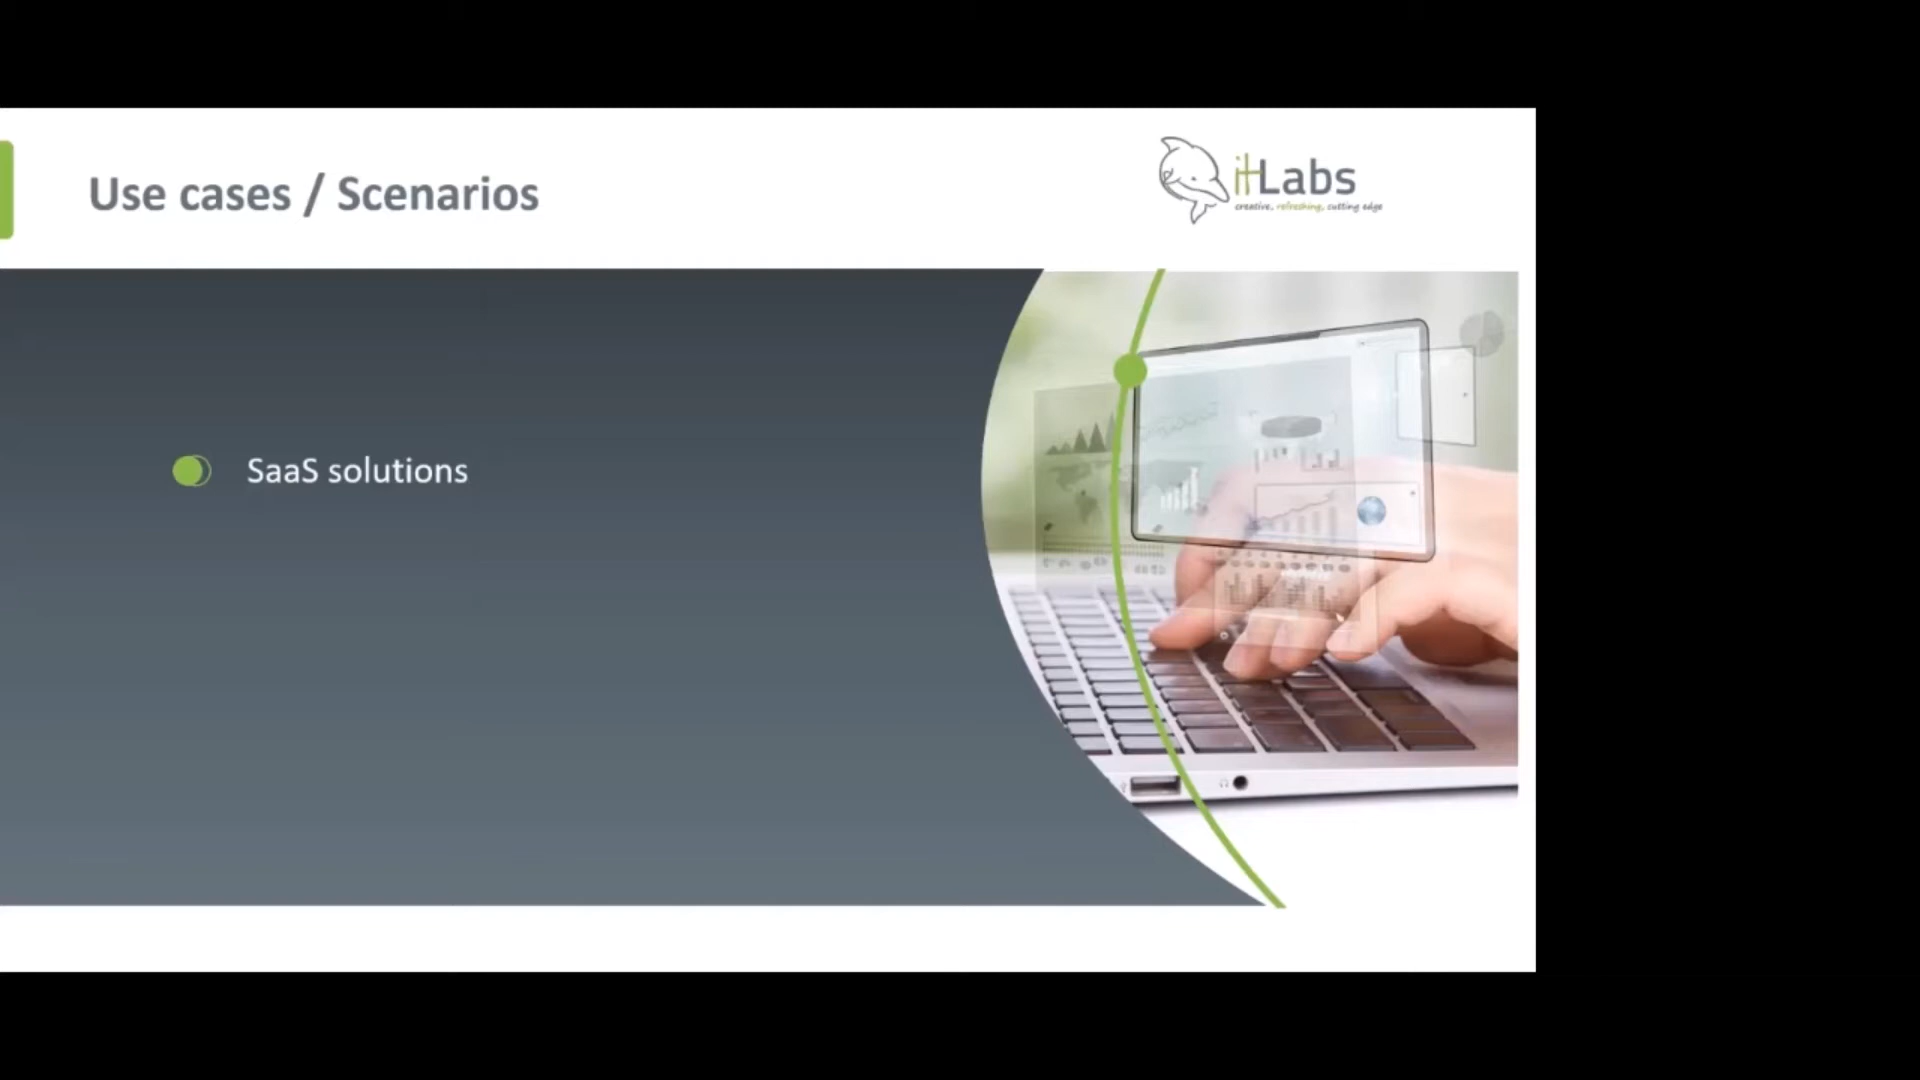 Use cases / Scenarios
itLabs
creative, refreshing, cutting edge
SaaS solutions